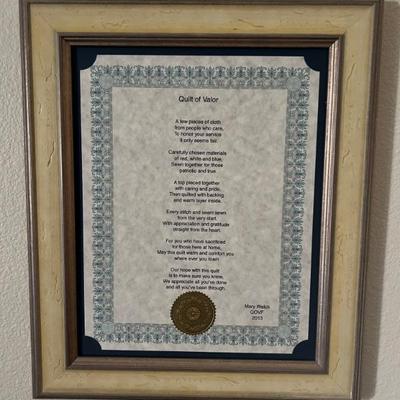 Quilt of Valor
A few pieces of cloth
from people who care,
To honor your service
it only seems fair.
Carefully chosen materials
of red, white and blue,
Sewn together for those
patriotic and true.
A top pieced together
with caring and pride,
Then quilted with backing
and warm layer inside.
Every stitch and seam sewn
from the very start,
With appreciation and gratitude
straight from the heart.
For you who have sacrificed
for those here at home,
May this quilt warm and comfort you
where ever you roam
Our hope with this quilt
is to make sure you know,
We appreciate all you've done
and all you've been through.
Mary Welch
QOVF
2013